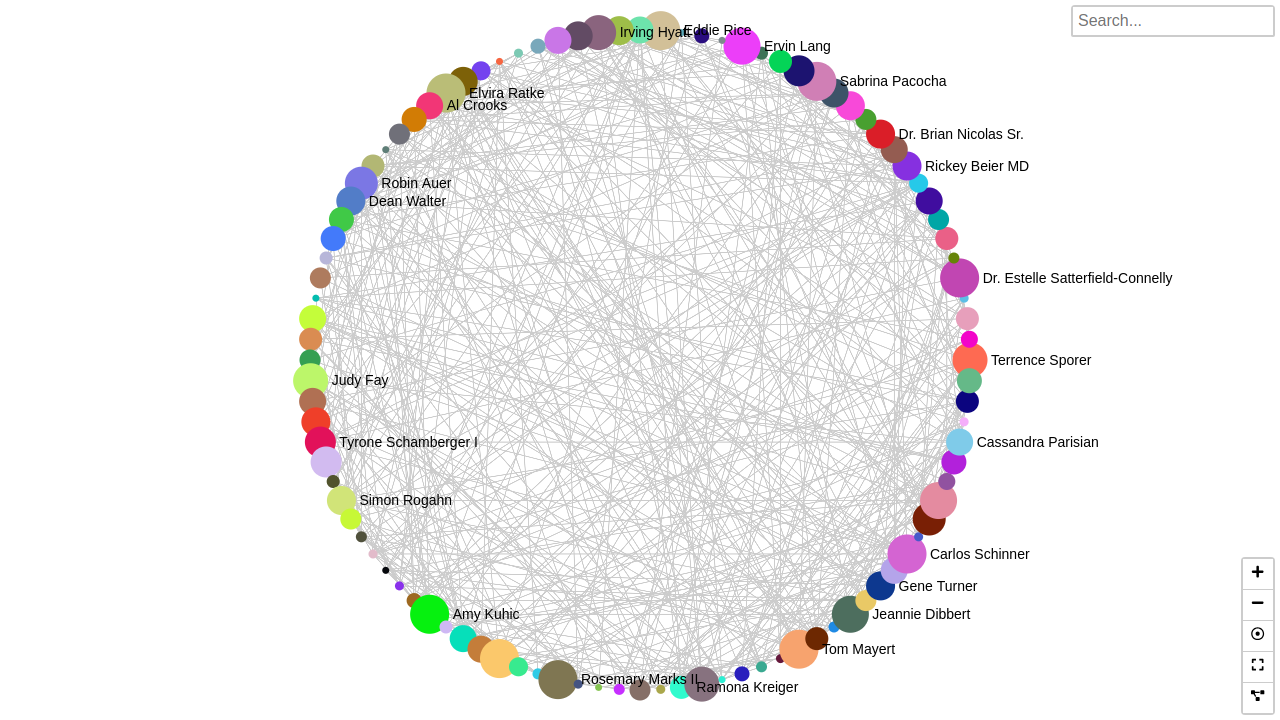 Search...
Eddie Rice
Irving Hyatt
Ervin Lang
Sabrina Pacocha
Elvira Ratke
Al Crooks
Dr. Brian Nicolas Sr.
Rickey Beier MD
Robin Auer
Dean Walter
Dr. Estelle Satterfield-Connelly
Terrence Sporer
Judy Fay
Tyrone Schamberger I
Cassandra Parisian
Simon Rogahn
Carlos Schinner
Gene Turner
Amy Kuhic
Jeannie Dibbert
Tom Mayert
Rosemary Marks II
Ramona Kreiger